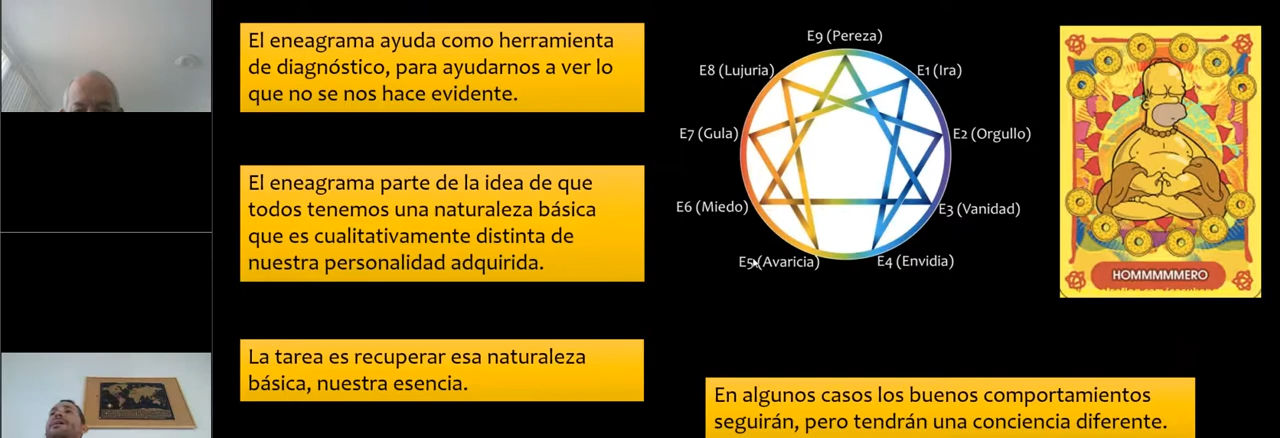 El eneagrama ayuda como herramienta
de diagnóstico, para ayudarnos a ver lo
que no se nos hace evidente.
El eneagrama parte de la idea de que
todos tenemos una naturaleza básica
que es cualitativamente distinta de
nuestra personalidad adquirida.
La tarea es recuperar esa naturaleza
básica, nuestra esencia.
E9 (Pereza)
E8 (Lujuria)
E1 (Ira)
E7 (Gula)
E2 (Orgullo)
E6 (Miedo)
E3 (Vanidad)
E5 (Avaricia)
E4 (Envidia)
HOMMMMMERO
En algunos casos los buenos comportamientos
seguirán, pero tendrán una conciencia diferente.